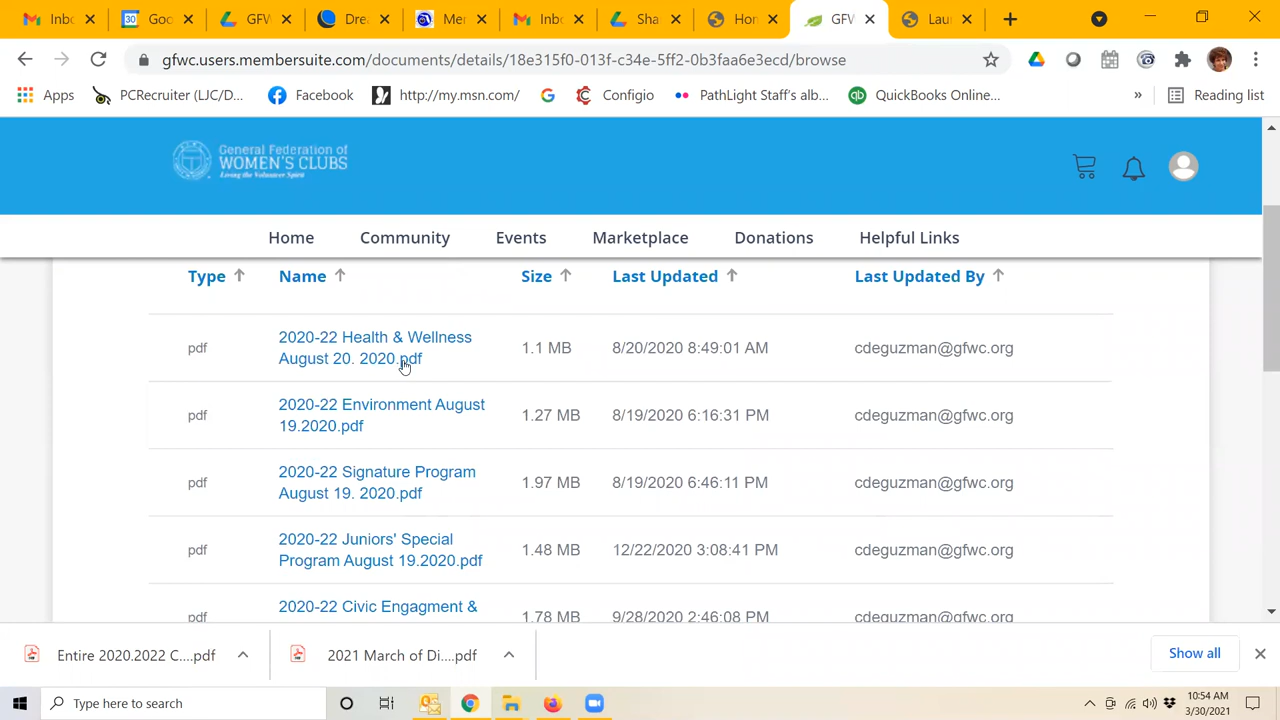 Inbo
Goo
GFW
Dre
Mer
Inbo
Sha
Hon
GFV
Lau
gfwc.users.membersuite.com/documents/details/18e315f0-013f-c34e-5ff2-0b3faa6e3ecd/browse
Apps
PCRecruiter (LJC/D...
Facebook
http://my.msn.com/
Configio
PathLight Staff's alb...
QuickBooks Online...
»
Reading list
General Federation of
WOMEN'S CLUBS
Living the Volunteer Spirit
Home
Community
Events
Marketplace
Donations
Helpful Links
Type
Name
Size
Last Updated
Last Updated By
pdf
2020-22 Health & Wellness
August 20. 2020.pdf
1.1 MB
8/20/2020 8:49:01 AM
cdeguzman@gfwc.org
pdf
2020-22 Environment August
19.2020.pdf
1.27 MB
8/19/2020 6:16:31 PM
cdeguzman@gfwc.org
pdf
2020-22 Signature Program
August 19. 2020.pdf
1.97 MB
8/19/2020 6:46:11 PM
cdeguzman@gfwc.org
pdf
2020-22 Juniors' Special
Program August 19.2020.pdf
1.48 MB
12/22/2020 3:08:41 PM
cdeguzman@gfwc.org
pdf
2020-22 Civic Engagment &
1.78 MB
9/28/2020 2:46:08 PM
cdeguzman@gfwc.org
Entire 2020.2022 C....pdf
2021 March of Di....pdf
Show all
Type here to search
10:54 AM
3/30/2021